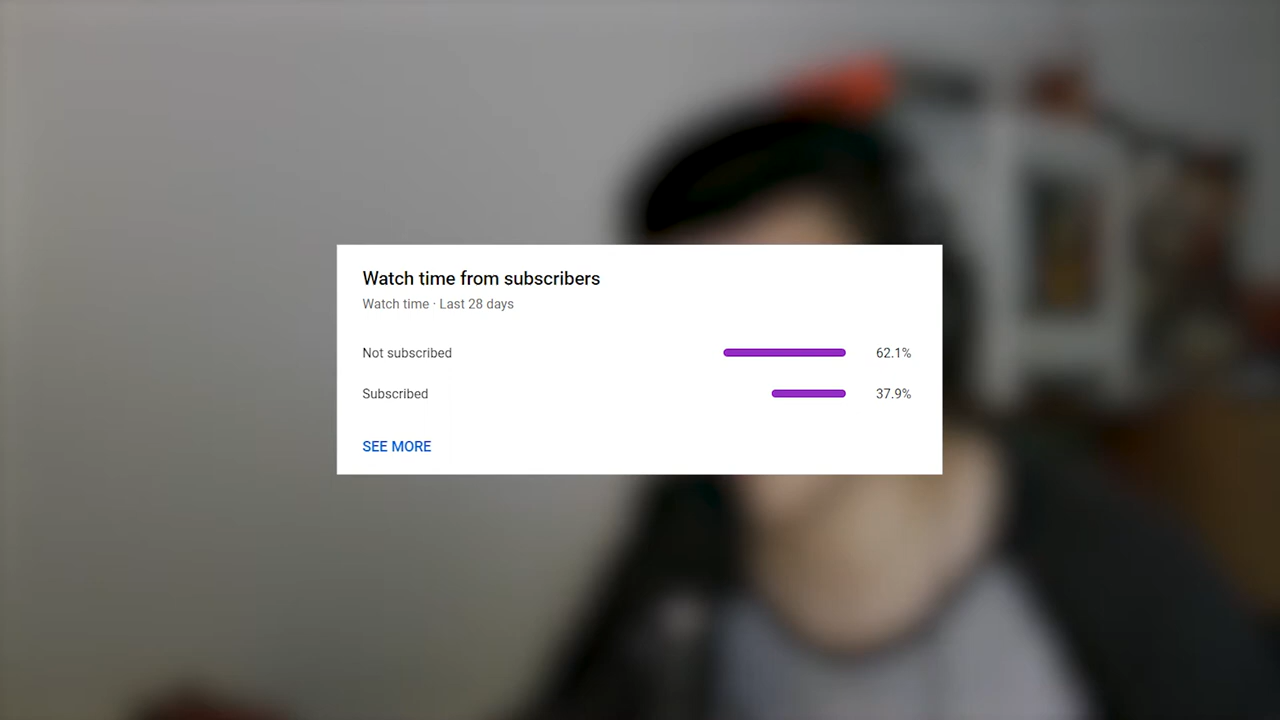 Watch time from subscribers
Watch time · Last 28 days
Not subscribed 62.1%
Subscribed 37.9%
SEE MORE